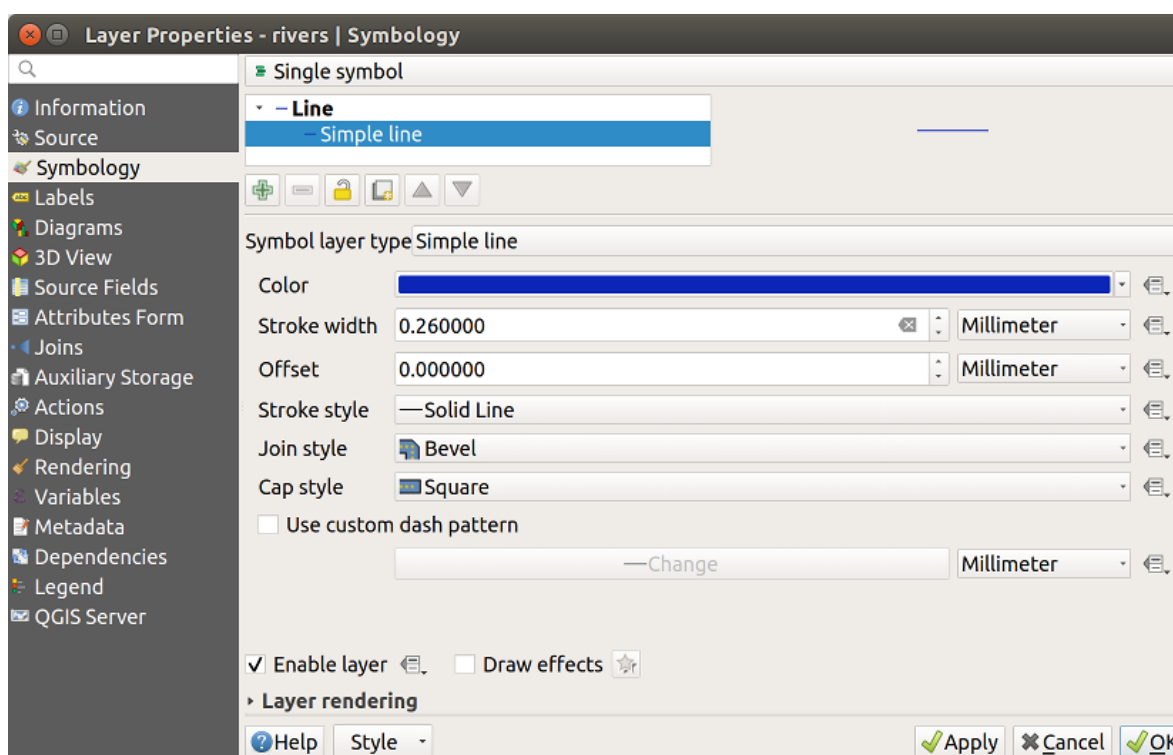 Layer Properties - rivers | Symbology
Single symbol
Information
Source
Symbology
Labels
Diagrams
3D View
Source Fields
Attributes Form
Joins
Auxiliary Storage
Actions
Display
Rendering
Variables
Metadata
Dependencies
Legend
QGIS Server
Line
Simple line
Symbol layer type Simple line
Color
Stroke width 0.260000 Millimeter
Offset 0.000000 Millimeter
Stroke style Solid Line
Join style Bevel
Cap style Square
Use custom dash pattern
Change Millimeter
Enable layer Draw effects
Layer rendering
Help Style Apply Cancel OK